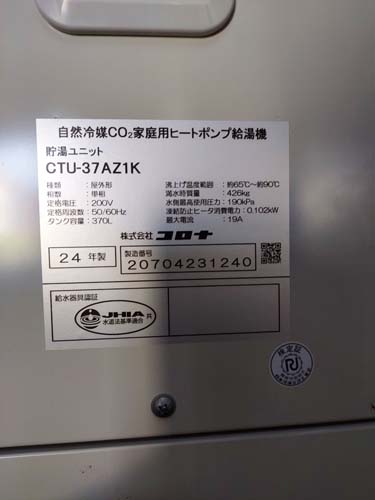 自然冷媒CO₂家庭用ヒートポンプ給湯機
貯湯ユニット
CTU-37AZ1K
種類 : 屋外形
相数 : 単相
定格電圧 : 200V
定格周波数 : 50/60Hz
タンク容量 : 370L
沸上げ温度範囲 : 約65℃～約90℃
満水時質量 : 426kg
水側最高使用圧力 : 190kPa
凍結防止ヒータ消費電力 : 0.102kW
最大電流 : 19A
株式会社 コロナ
24年製
製造番号
20704231240
給水器具認証
JHIA 共
水道法基準適合
検定証